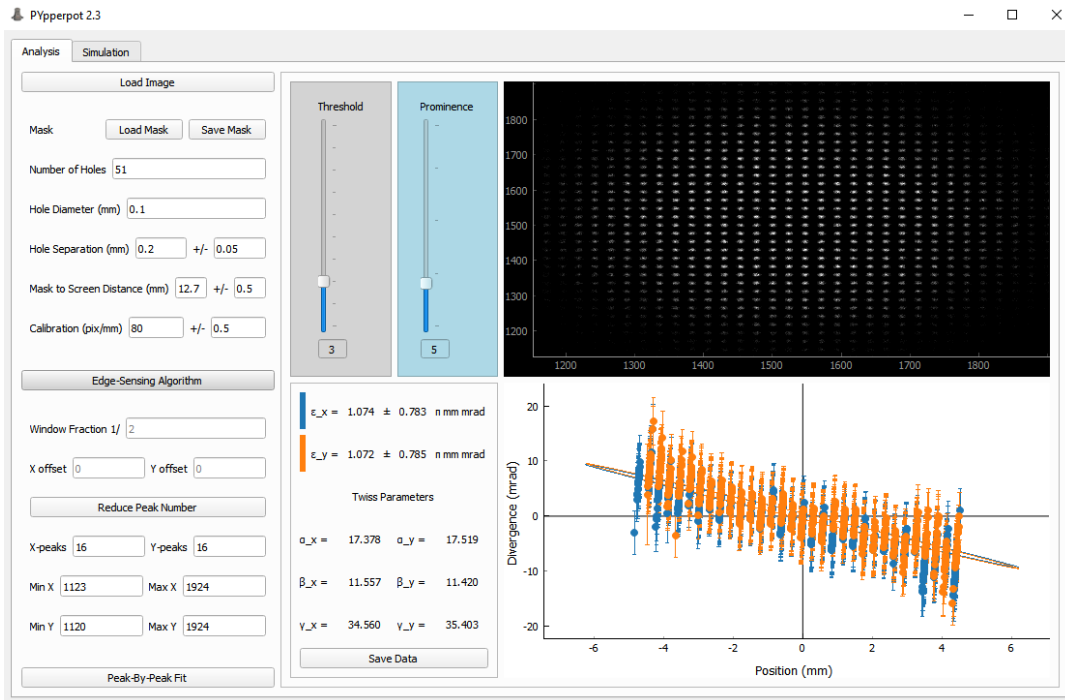 PYpperpot 2.3
Analysis
Simulation
Load Image
Mask
Load Mask
Save Mask
Number of Holes 51
Hole Diameter (mm) 0.1
Hole Separation (mm) 0.2 +/- 0.05
Mask to Screen Distance (mm) 12.7 +/- 0.5
Calibration (pix/mm) 80 +/- 0.5
Edge-Sensing Algorithm
Window Fraction 1/ 2
X offset 0 Y offset 0
Reduce Peak Number
X-peaks 16 Y-peaks 16
Min X 1123 Max X 1924
Min Y 1120 Max Y 1924
Peak-By-Peak Fit
Threshold
3
Prominence
5
1800
1700
1600
1500
1400
1300
1200
1200 1300 1400 1500 1600 1700 1800
ε_x = 1.074 ± 0.783 π mm mrad
ε_y = 1.072 ± 0.785 π mm mrad
Twiss Parameters
α_x = 17.378 α_y = 17.519
β_x = 11.557 β_y = 11.420
γ_x = 34.560 γ_y = 35.403
Save Data
Divergence (mrad)
20
10
0
-10
-20
-6 -4 -2 0 2 4 6
Position (mm)